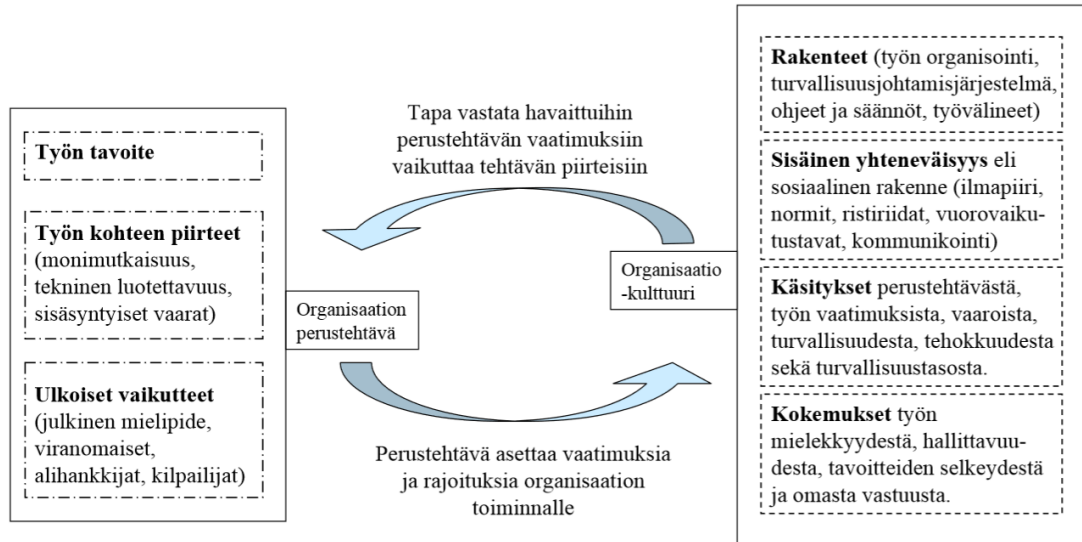 Työn tavoite
Työn kohteen piirteet
(monimutkaisuus,
tekninen luotettavuus,
sisäsyntyiset vaarat)
Ulkoiset vaikutteet
(julkinen mielipide,
viranomaiset,
alihankkijat, kilpailijat)
Organisaation
perustehtävä
Tapa vastata havaittuihin
perustehtävän vaatimuksiin
vaikuttaa tehtävän piirteisiin
Perustehtävä asettaa vaatimuksia
ja rajoituksia organisaation
toiminnalle
Organisaatio
-kulttuuri
Rakenteet (työn organisointi,
turvallisuusjohtamisjärjestelmä,
ohjeet ja säännöt, työvälineet)
Sisäinen yhteneväisyys eli
sosiaalinen rakenne (ilmapiiri,
normit, ristiriidat, vuorovaiku-
tustavat, kommunikointi)
Käsitykset perustehtävästä,
työn vaatimuksista, vaaroista,
turvallisuudesta, tehokkuudesta
sekä turvallisuustasosta.
Kokemukset työn
mielekkyydestä, hallittavuu-
desta, tavoitteiden selkeydestä
ja omasta vastuusta.